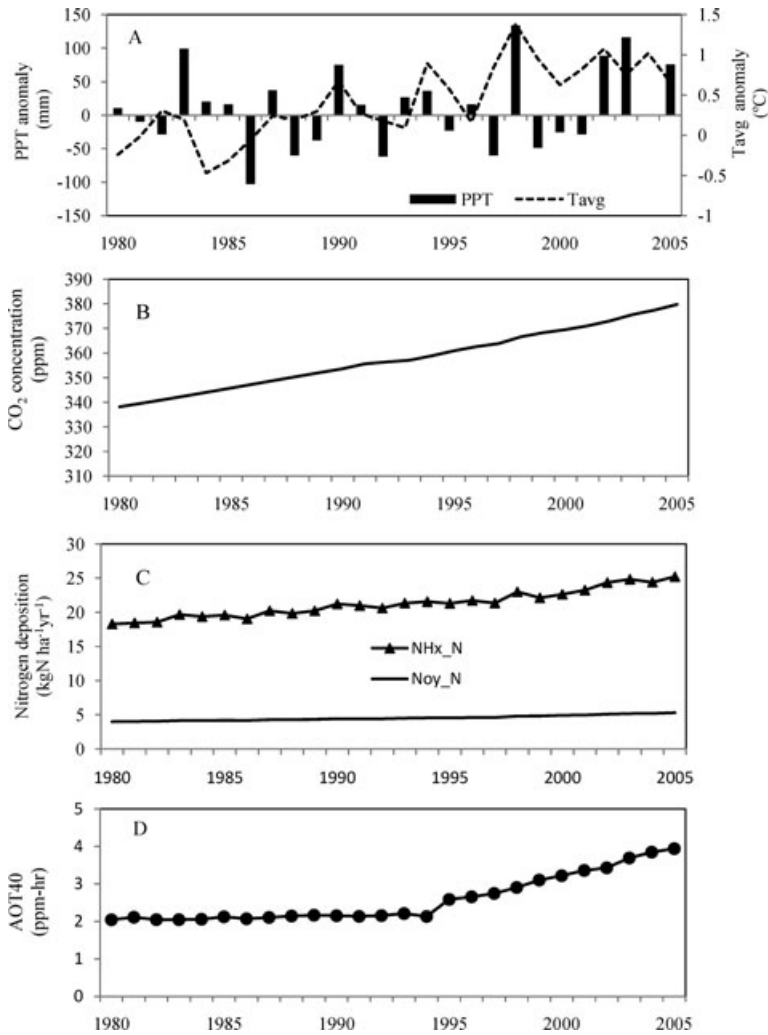 A
PPT anomaly
(mm)
150
100
50
0
-50
-100
-150
1.5
1
0.5
0
-0.5
-1
Tavg anomaly
(ºC)
PPT
Tavg
1980 1985 1990 1995 2000 2005
B
CO₂ concentration
(ppm)
390
380
370
360
350
340
330
320
310
1980 1985 1990 1995 2000 2005
C
Nitrogen deposition
(kgN ha⁻¹yr⁻¹)
30
25
20
15
10
5
0
NHx_N
Noy_N
1980 1985 1990 1995 2000 2005
D
AOT40
(ppm-hr)
5
4
3
2
1
0
1980 1985 1990 1995 2000 2005